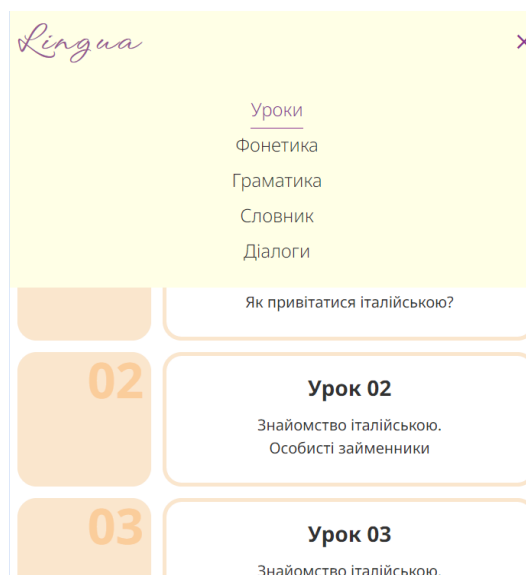 Lingua
Уроки
Фонетика
Граматика
Словник
Діалоги
Як привітатися італійською?
02
Урок 02
Знайомство італійською.
Особисті займенники
03
Урок 03
Знайомство італійською.